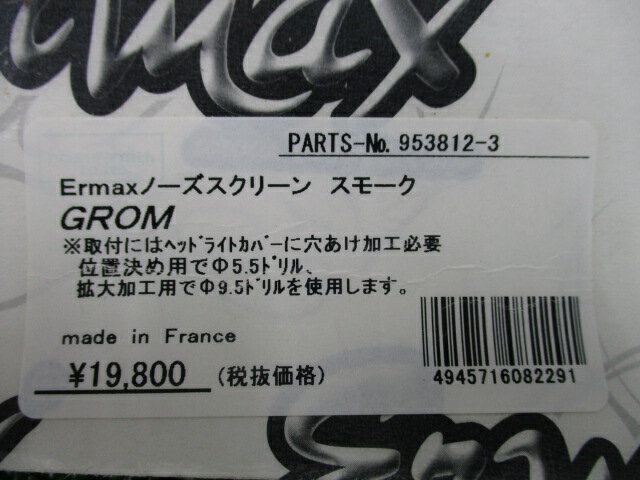 ermax
PARTS-No. 953812-3
Ermaxノーズスクリーン スモーク
GROM
※取付にはﾍｯﾄﾞﾗｲﾄｶﾊﾞｰに穴あけ加工必要
位置決め用でΦ5.5ﾄﾞﾘﾙ、
拡大加工用でΦ9.5ﾄﾞﾘﾙを使用します。
made in France
¥19,800 (税抜価格)
4945716082291